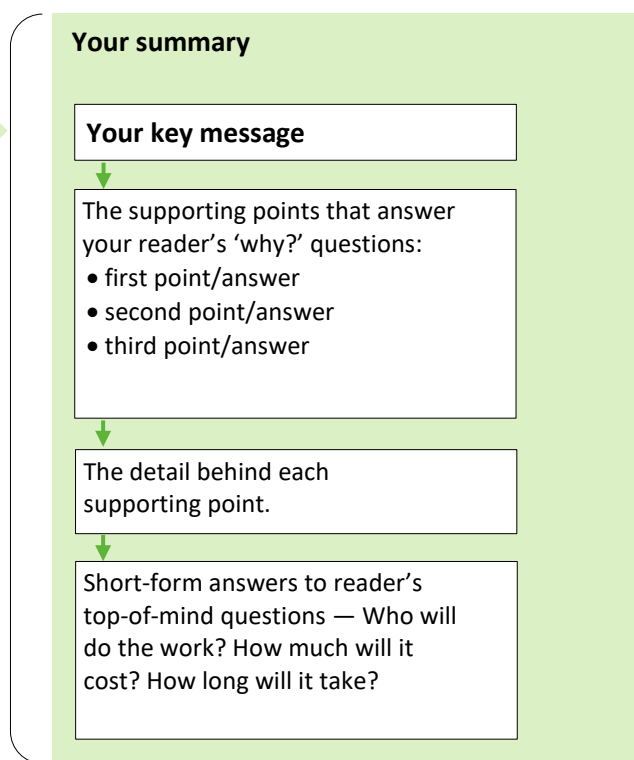 Your summary
Your key message
The supporting points that answer
your reader’s ‘why?’ questions:
• first point/answer
• second point/answer
• third point/answer
The detail behind each
supporting point.
Short-form answers to reader’s
top-of-mind questions — Who will
do the work? How much will it
cost? How long will it take?